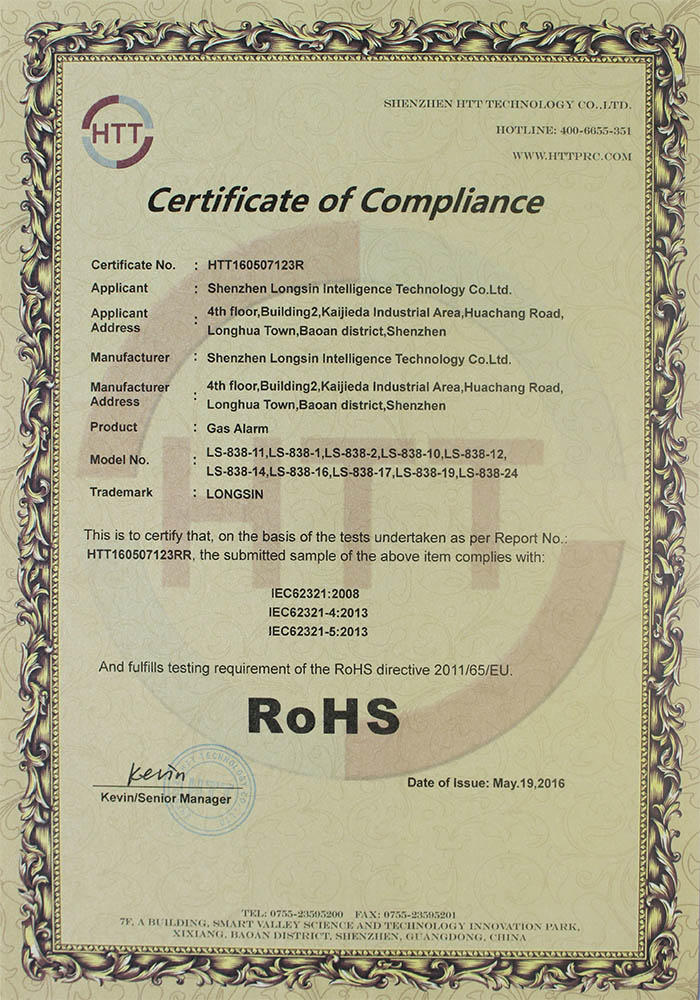 HTT
SHENZHEN HTT TECHNOLOGY CO.,LTD.
HOTLINE: 400-6655-351
WWW.HTTPRC.COM
Certificate of Compliance
Certificate No. : HTT160507123R
Applicant : Shenzhen Longsin Intelligence Technology Co.Ltd.
Applicant Address : 4th floor,Building2,Kaijieda Industrial Area,Huachang Road,
Longhua Town,Baoan district,Shenzhen
Manufacturer : Shenzhen Longsin Intelligence Technology Co.Ltd.
Manufacturer Address : 4th floor,Building2,Kaijieda Industrial Area,Huachang Road,
Longhua Town,Baoan district,Shenzhen
Product : Gas Alarm
Model No. : LS-838-11,LS-838-1,LS-838-2,LS-838-10,LS-838-12,
LS-838-14,LS-838-16,LS-838-17,LS-838-19,LS-838-24
Trademark : LONGSIN
HTT
This is to certify that, on the basis of the tests undertaken as per Report No.:
HTT160507123RR, the submitted sample of the above item complies with:
IEC62321:2008
IEC62321-4:2013
IEC62321-5:2013
And fulfills testing requirement of the RoHS directive 2011/65/EU.
RoHS
Kevin
Kevin/Senior Manager
Date of Issue: May.19,2016
TEL: 0755-23595200 FAX: 0755-23595201
7F, A BUILDING, SMART VALLEY SCIENCE AND TECHNOLOGY INNOVATION PARK,
XIXIANG, BAOAN DISTRICT, SHENZHEN, GUANGDONG, CHINA